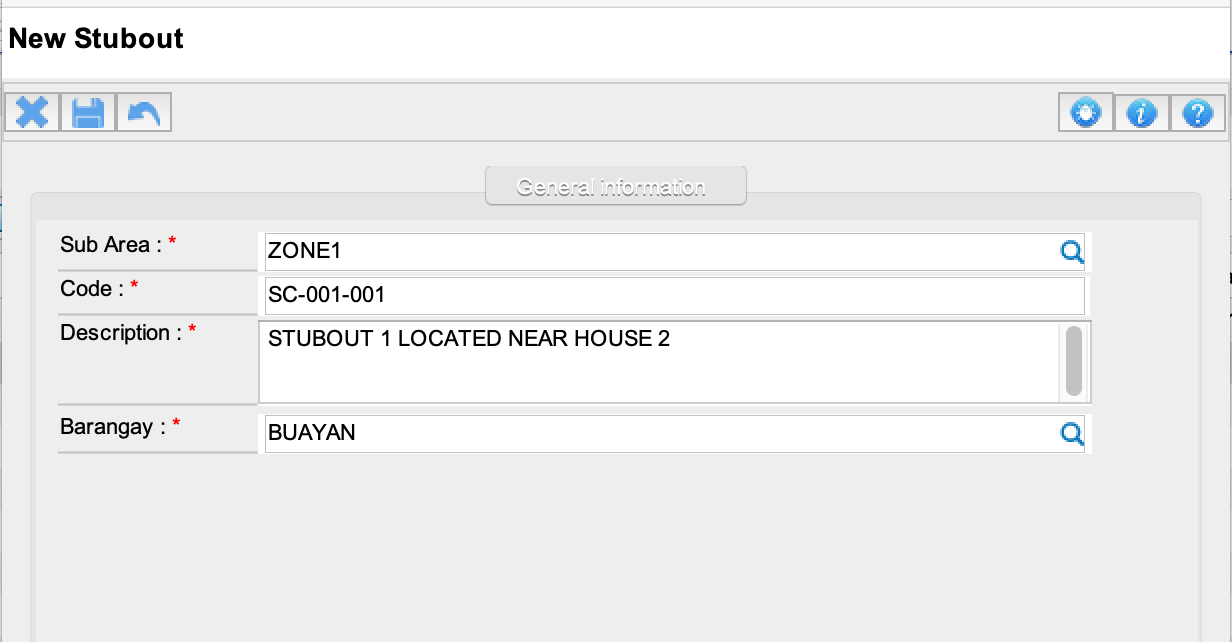 New Stubout
General information
Sub Area : *
ZONE1
Code : *
SC-001-001
Description : *
STUBOUT 1 LOCATED NEAR HOUSE 2
Barangay : *
BUAYAN